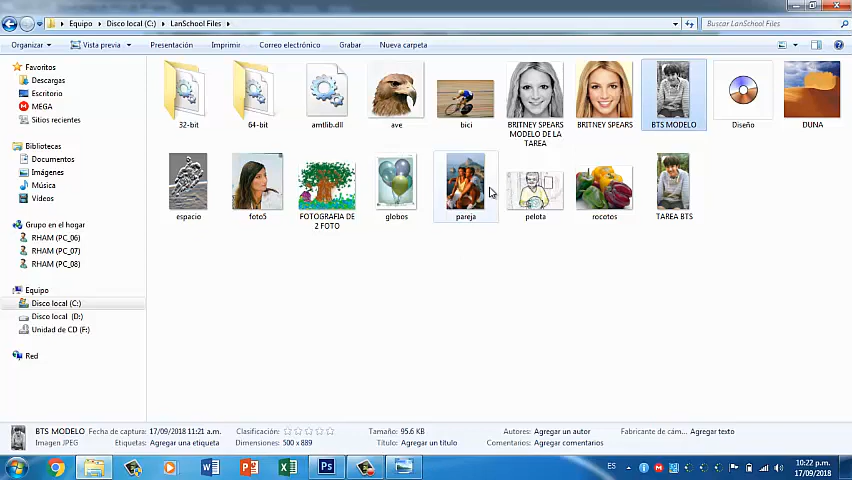 Equipo ▸ Disco local (C:) ▸ LanSchool Files ▸
Buscar LanSchool Files
Organizar
Vista previa
Presentación
Imprimir
Correo electrónico
Grabar
Nueva carpeta
Favoritos
Descargas
Escritorio
MEGA
Sitios recientes
Bibliotecas
Documentos
Imágenes
Música
Vídeos
Grupo en el hogar
RHAM (PC_06)
RHAM (PC_07)
RHAM (PC_08)
Equipo
Disco local (C:)
Disco local (D:)
Unidad de CD (F:)
Red
32-bit
64-bit
amtlib.dll
ave
bici
BRITNEY SPEARS
MODELO DE LA
TAREA
BRITNEY SPEARS
BTS MODELO
Diseño
DUNA
espacio
foto5
FOTOGRAFIA DE
2 FOTO
globos
pareja
pelota
rocotos
TAREA BTS
BTS MODELO Fecha de captura: 17/09/2018 11:21 a.m. Clasificación: Tamaño: 95.6 KB Autores: Agregar un autor Fabricante de cám... Agregar texto
Imagen JPEG Etiquetas: Agregar una etiqueta Dimensiones: 500 x 889 Título: Agregar un título Comentarios: Agregar comentarios
Ps
ES
10:22 p.m.
17/09/2018